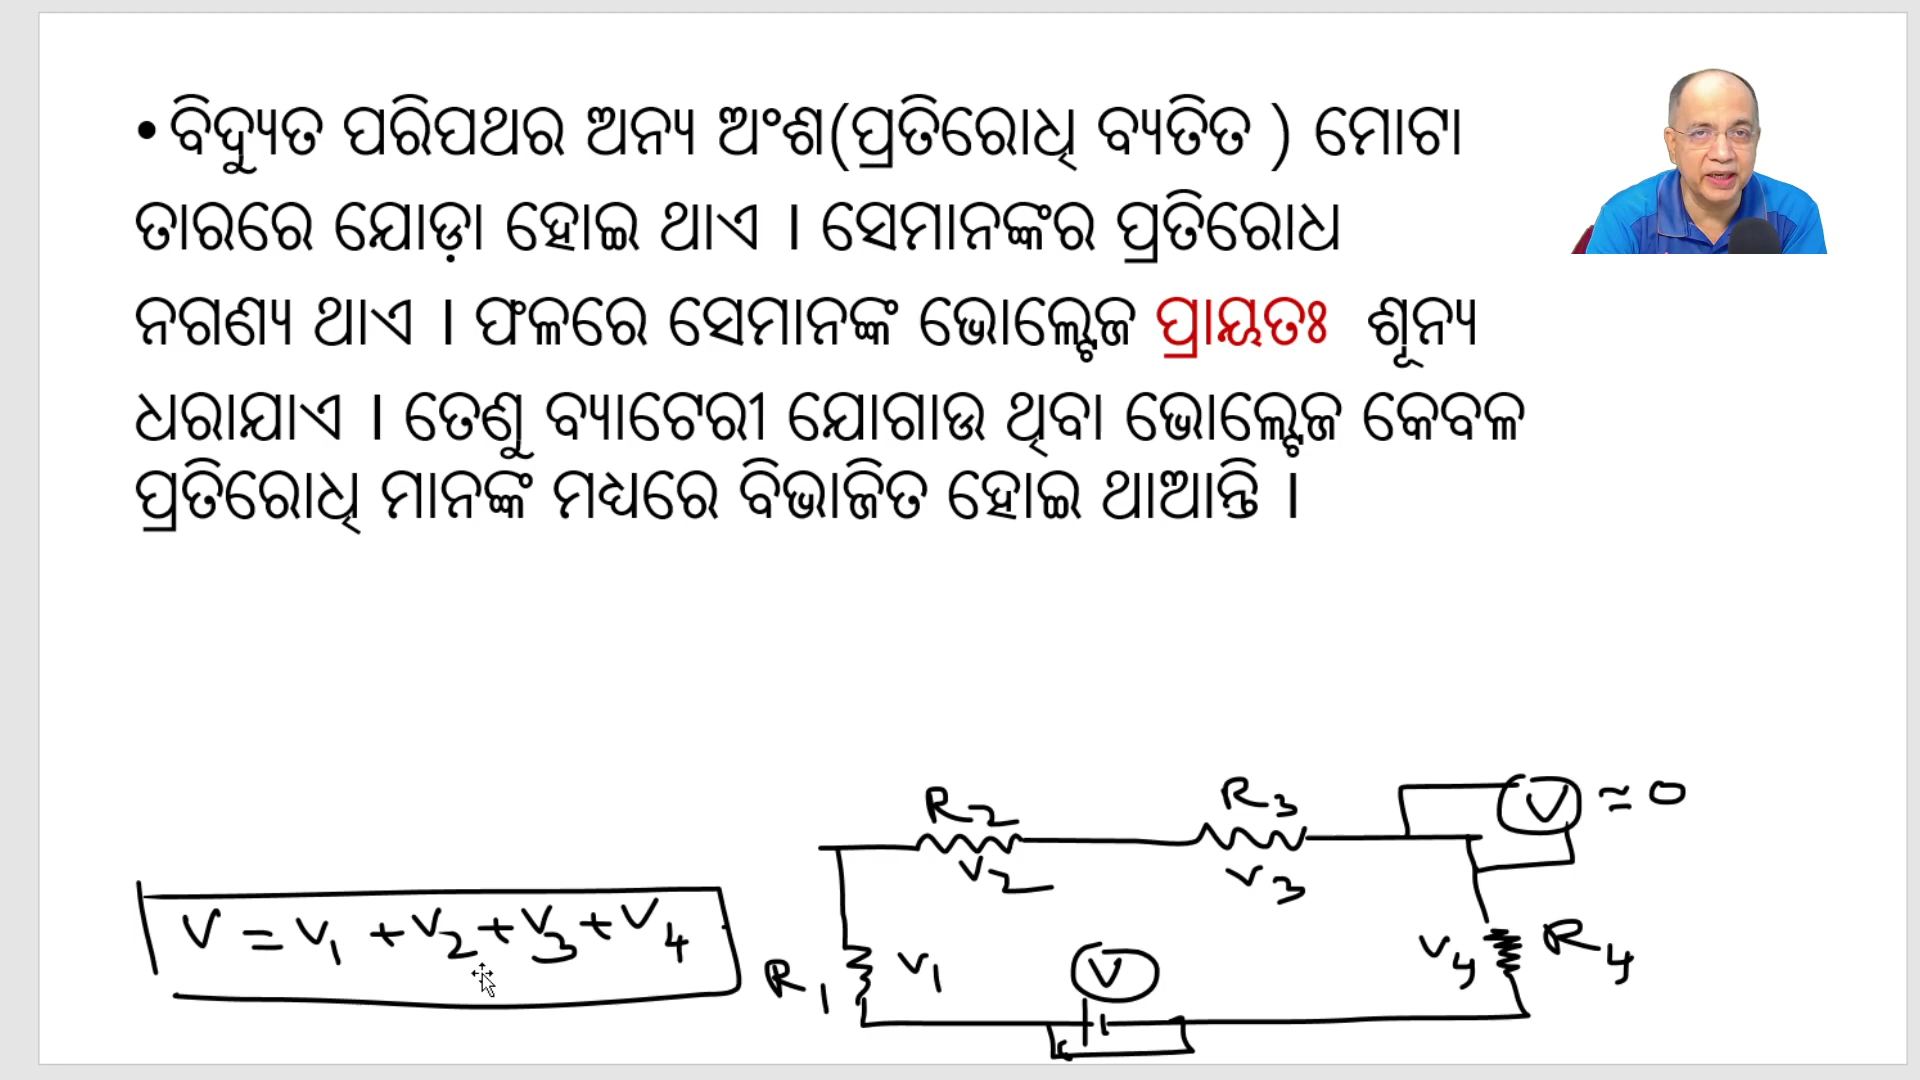 • ବିଦ୍ୟୁତ ପରିପଥର ଅନ୍ୟ ଅଂଶ(ପ୍ରତିରୋଧି ବ୍ୟତିତ ) ମୋଟା
ତାରରେ ଯୋଡ଼ା ହୋଇ ଥାଏ । ସେମାନଙ୍କର ପ୍ରତିରୋଧ
ନଗଣ୍ୟ ଥାଏ । ଫଳରେ ସେମାନଙ୍କ ଭୋଲ୍ଟେଜ ପ୍ରାୟତଃ ଶୂନ୍ୟ
ଧରାଯାଏ । ତେଣୁ ବ୍ୟାଟେରୀ ଯୋଗାଉ ଥିବା ଭୋଲ୍ଟେଜ କେବଳ
ପ୍ରତିରୋଧି ମାନଙ୍କ ମଧ୍ୟରେ ବିଭାଜିତ ହୋଇ ଥାଆନ୍ତି ।
R2 R3 V ≈ 0
V2 V3
V = V1 + V2 + V3 + V4
R1 V1 V V4 R4